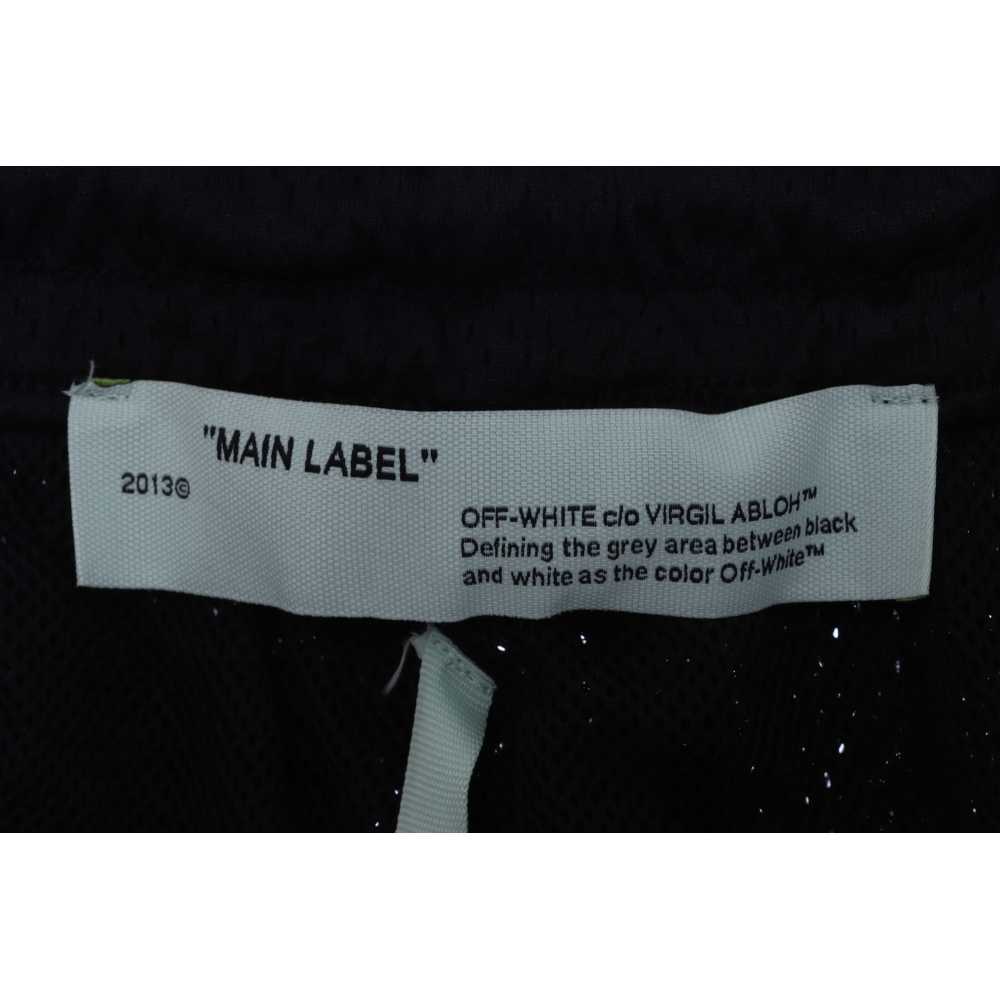 "MAIN LABEL"
2013©
OFF-WHITE c/o VIRGIL ABLOH™
Defining the grey area between black
and white as the color Off-White™